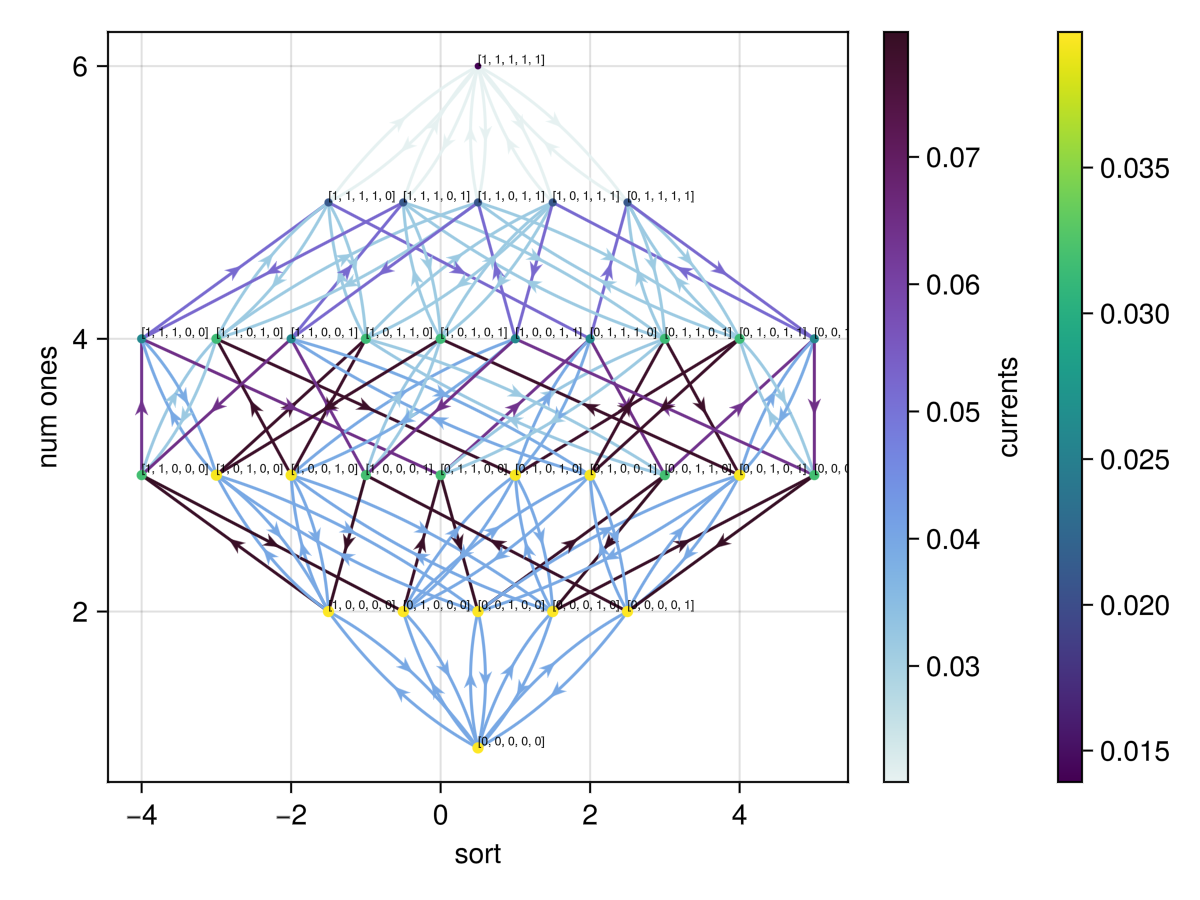 [1, 1, 1, 1, 1]
[1, 1, 1, 1, 0] [1, 1, 1, 0, 1] [1, 1, 0, 1, 1] [1, 0, 1, 1, 1] [0, 1, 1, 1, 1]
[1, 1, 1, 0, 0] [1, 1, 0, 1, 0] [1, 1, 0, 0, 1] [1, 0, 1, 1, 0] [1, 0, 1, 0, 1] [1, 0, 0, 1, 1] [0, 1, 1, 1, 0] [0, 1, 1, 0, 1] [0, 1, 0, 1, 1] [0, 0,
[1, 1, 0, 0, 0] [1, 0, 1, 0, 0] [1, 0, 0, 1, 0] [1, 0, 0, 0, 1] [0, 1, 1, 0, 0] [0, 1, 0, 1, 0] [0, 1, 0, 0, 1] [0, 0, 1, 1, 0] [0, 0, 1, 0, 1] [0, 0,
[1, 0, 0, 0, 0] [0, 1, 0, 0, 0] [0, 0, 1, 0, 0] [0, 0, 0, 1, 0] [0, 0, 0, 0, 1]
[0, 0, 0, 0, 0]
6
4
2
num ones
−4 −2 0 2 4
sort
0.07
0.06
0.05
0.04
0.03
currents
0.035
0.030
0.025
0.020
0.015